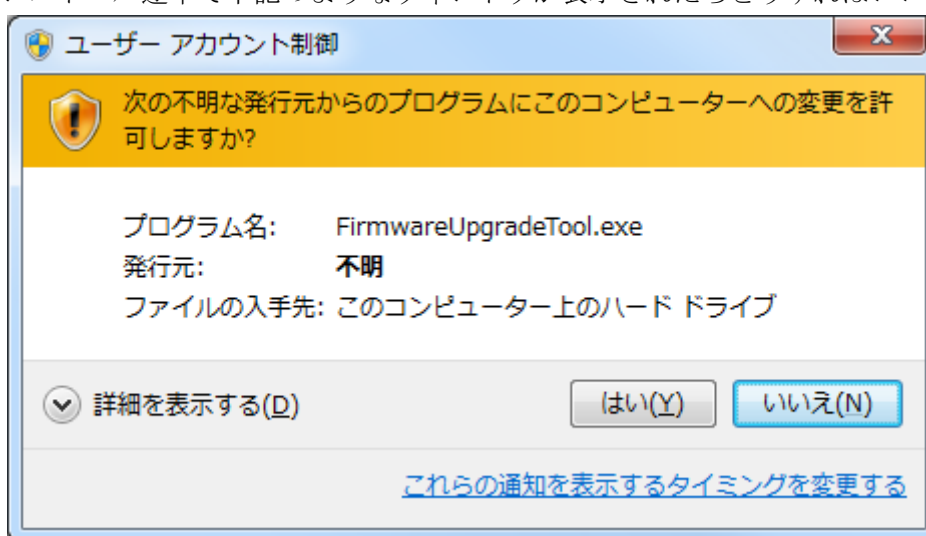 ユーザー アカウント制御
次の不明な発行元からのプログラムにこのコンピューターへの変更を許
可しますか?
プログラム名: FirmwareUpgradeTool.exe
発行元: 不明
ファイルの入手先: このコンピューター上のハード ドライブ
詳細を表示する(D)
はい(Y)
いいえ(N)
これらの通知を表示するタイミングを変更する